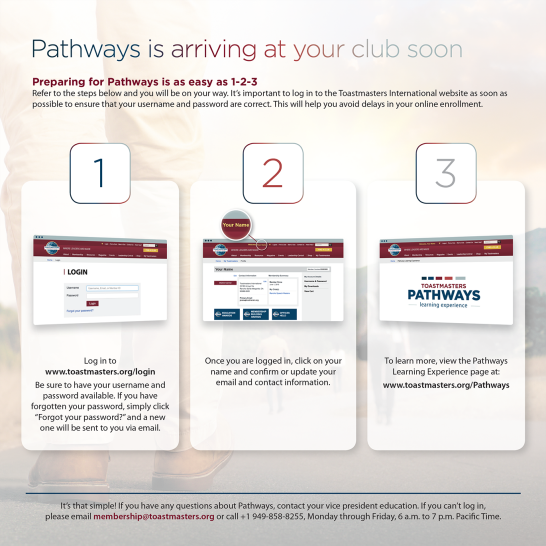 Pathways is arriving at your club soon
Preparing for Pathways is as easy as 1-2-3
Refer to the steps below and you will be on your way. It's important to log in to the Toastmasters International website as soon as
possible to ensure that your username and password are correct. This will help you avoid delays in your online enrollment.
1
2
3
LOGIN
Username
Password
Forgot your password?
Your Name
Your Name
TOASTMASTERS
PATHWAYS
learning experience
Log in to
www.toastmasters.org/login
Be sure to have your username and
password available. If you have
forgotten your password, simply click
"Forgot your password?" and a new
one will be sent to you via email.
Once you are logged in, click on your
name and confirm or update your
email and contact information.
To learn more, view the Pathways
Learning Experience page at:
www.toastmasters.org/Pathways
It's that simple! If you have any questions about Pathways, contact your vice president education. If you can't log in,
please email membership@toastmasters.org or call +1 949-858-8255, Monday through Friday, 6 a.m. to 7 p.m. Pacific Time.